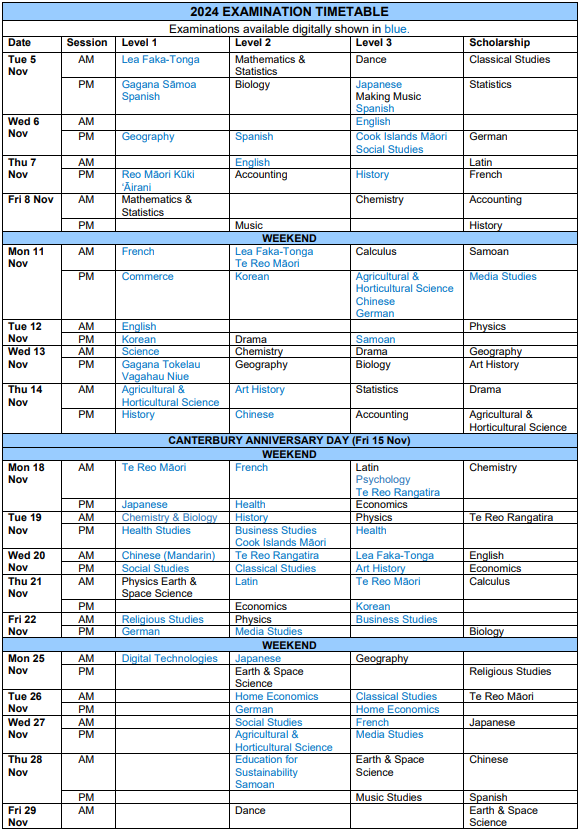 2024 EXAMINATION TIMETABLE
Examinations available digitally shown in blue.
Date Session Level 1 Level 2 Level 3 Scholarship
Tue 5 Nov AM Lea Faka-Tonga Mathematics & Statistics Dance Classical Studies
PM Gagana Sāmoa Spanish Biology Japanese Making Music Spanish Statistics
Wed 6 Nov AM English
PM Geography Spanish Cook Islands Māori Social Studies German
Thu 7 Nov AM English Latin
PM Reo Māori Kūki ‘Āirani Accounting History French
Fri 8 Nov AM Mathematics & Statistics Chemistry Accounting
PM Music History
WEEKEND
Mon 11 Nov AM French Lea Faka-Tonga Te Reo Māori Calculus Samoan
PM Commerce Korean Agricultural & Horticultural Science Chinese German Media Studies
Tue 12 Nov AM English Physics
PM Korean Drama Samoan
Wed 13 Nov AM Science Chemistry Drama Geography
PM Gagana Tokelau Vagahau Niue Geography Biology Art History
Thu 14 Nov AM Agricultural & Horticultural Science Art History Statistics Drama
PM History Chinese Accounting Agricultural & Horticultural Science
CANTERBURY ANNIVERSARY DAY (Fri 15 Nov)
WEEKEND
Mon 18 Nov AM Te Reo Māori French Latin Psychology Te Reo Rangatira Chemistry
PM Japanese Health Economics
Tue 19 Nov AM Chemistry & Biology History Physics Te Reo Rangatira
PM Health Studies Business Studies Cook Islands Māori Health
Wed 20 Nov AM Chinese (Mandarin) Te Reo Rangatira Lea Faka-Tonga English
PM Social Studies Classical Studies Art History Economics
Thu 21 Nov AM Physics Earth & Space Science Latin Te Reo Māori Calculus
PM Economics Korean
Fri 22 Nov AM Religious Studies Physics Business Studies
PM German Media Studies Biology
WEEKEND
Mon 25 Nov AM Digital Technologies Japanese Geography
PM Earth & Space Science Religious Studies
Tue 26 Nov AM Home Economics Classical Studies Te Reo Māori
PM German Home Economics
Wed 27 Nov AM Social Studies French Japanese
PM Agricultural & Horticultural Science Media Studies
Thu 28 Nov AM Education for Sustainability Samoan Earth & Space Science Chinese
PM Music Studies Spanish
Fri 29 Nov AM Dance Earth & Space Science